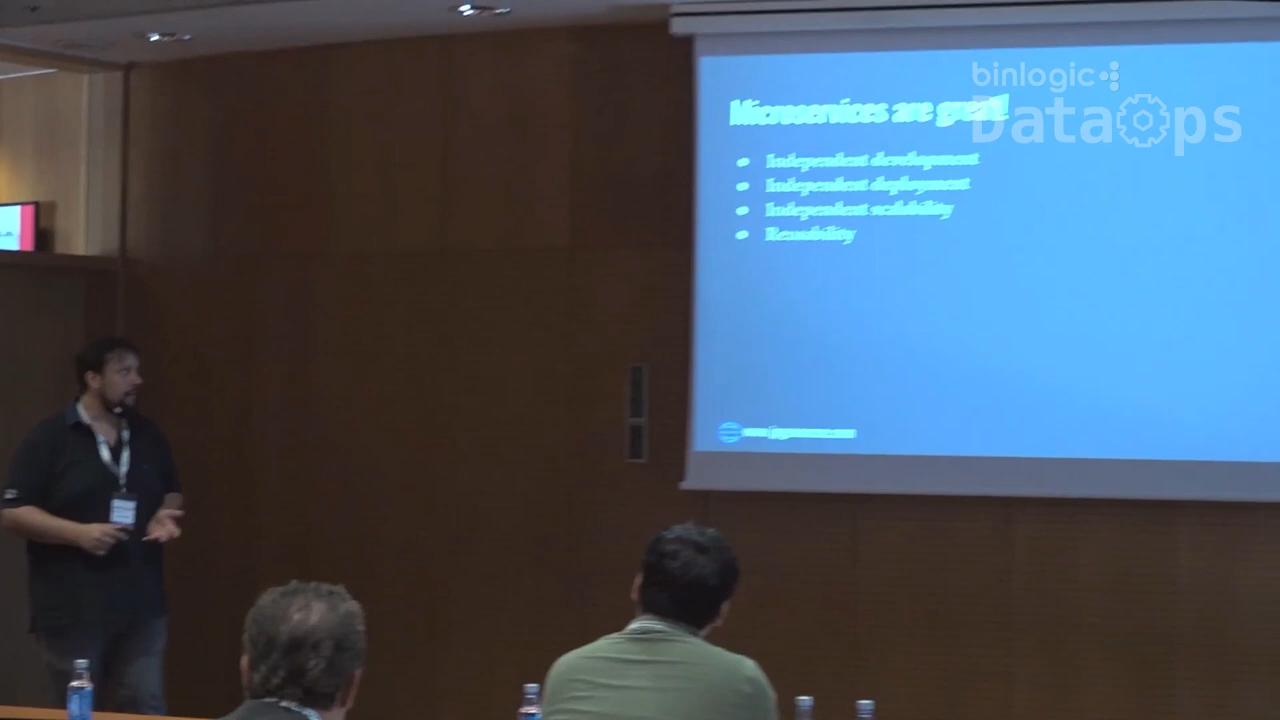 binlogic
DataOps
Microservices are great!
Independent development
Independent deployment
Independent scalability
Reusability